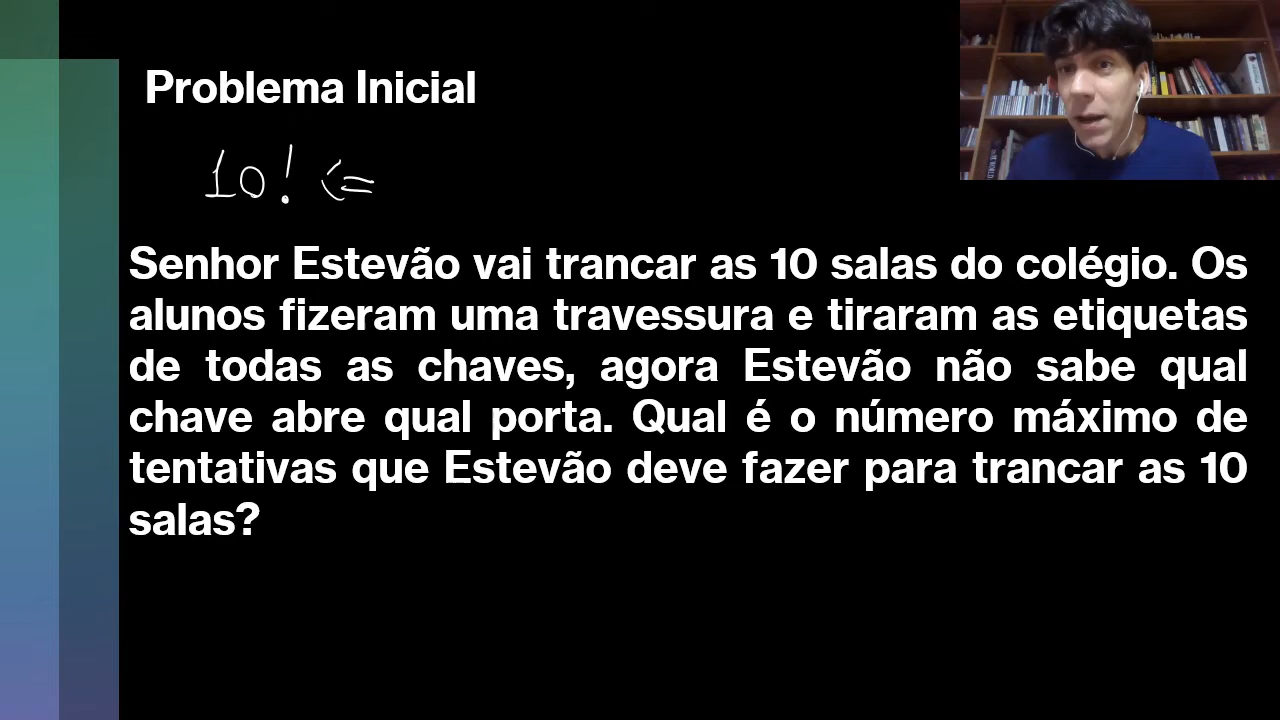 Problema Inicial
10! <=
Senhor Estevão vai trancar as 10 salas do colégio. Os
alunos fizeram uma travessura e tiraram as etiquetas
de todas as chaves, agora Estevão não sabe qual
chave abre qual porta. Qual é o número máximo de
tentativas que Estevão deve fazer para trancar as 10
salas?